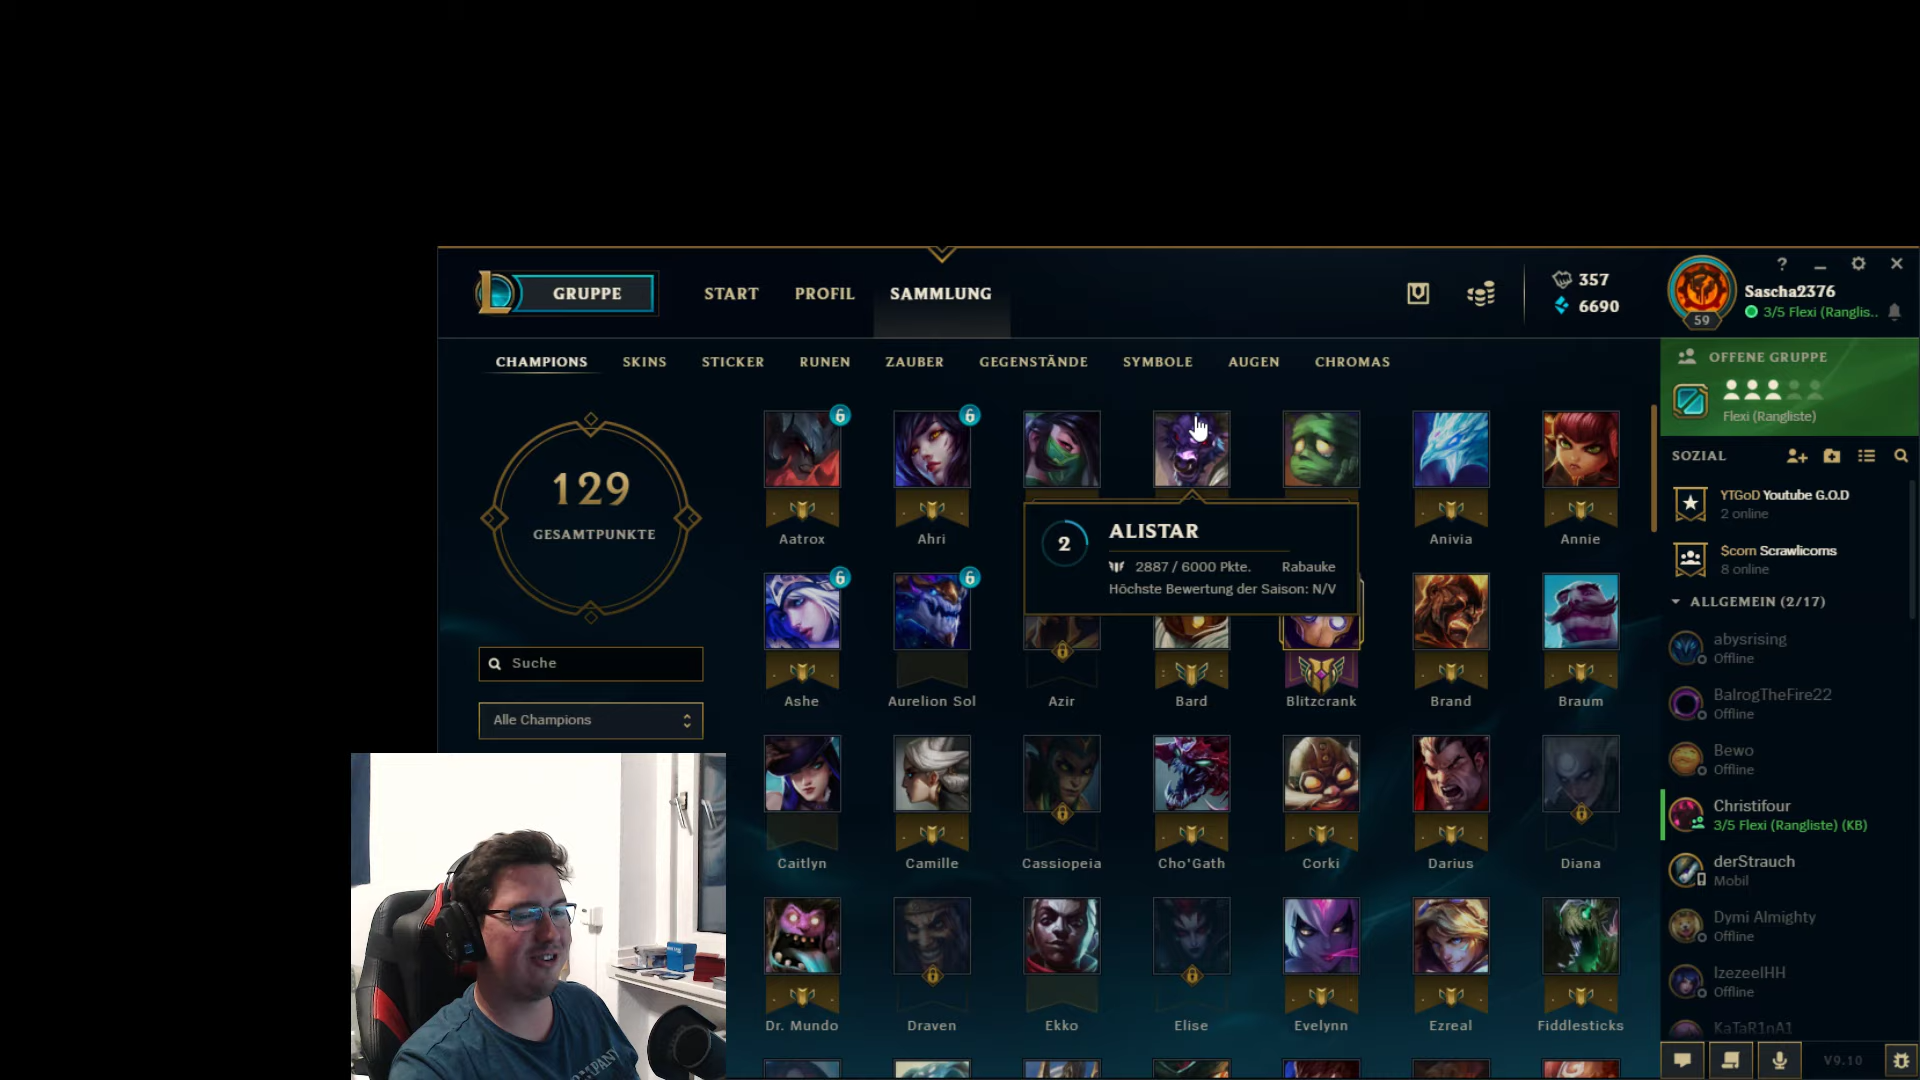 GRUPPE
START
PROFIL
SAMMLUNG
357
6690
59
Sascha2376
3/5 Flexi (Ranglis..
CHAMPIONS
SKINS
STICKER
RUNEN
ZAUBER
GEGENSTÄNDE
SYMBOLE
AUGEN
CHROMAS
129
GESAMTPUNKTE
Suche
Alle Champions
6
6
Aatrox
Ahri
Anivia
Annie
2
ALISTAR
2887 / 6000 Pkte.
Rabauke
Höchste Bewertung der Saison: N/V
6
6
Ashe
Aurelion Sol
Azir
Bard
Blitzcrank
Brand
Braum
Caitlyn
Camille
Cassiopeia
Cho'Gath
Corki
Darius
Diana
Dr. Mundo
Draven
Ekko
Elise
Evelynn
Ezreal
Fiddlesticks
OFFENE GRUPPE
Flexi (Rangliste)
SOZIAL
YTGoD Youtube G.O.D
2 online
$corn Scrawlicorns
8 online
ALLGEMEIN (2/17)
abysrising
Offline
BalrogTheFire22
Offline
Bewo
Offline
Christifour
3/5 Flexi (Rangliste) (KB)
derStrauch
Mobil
Dymi Almighty
Offline
IzezeelHH
Offline
KaTaR1nA1
V9.10